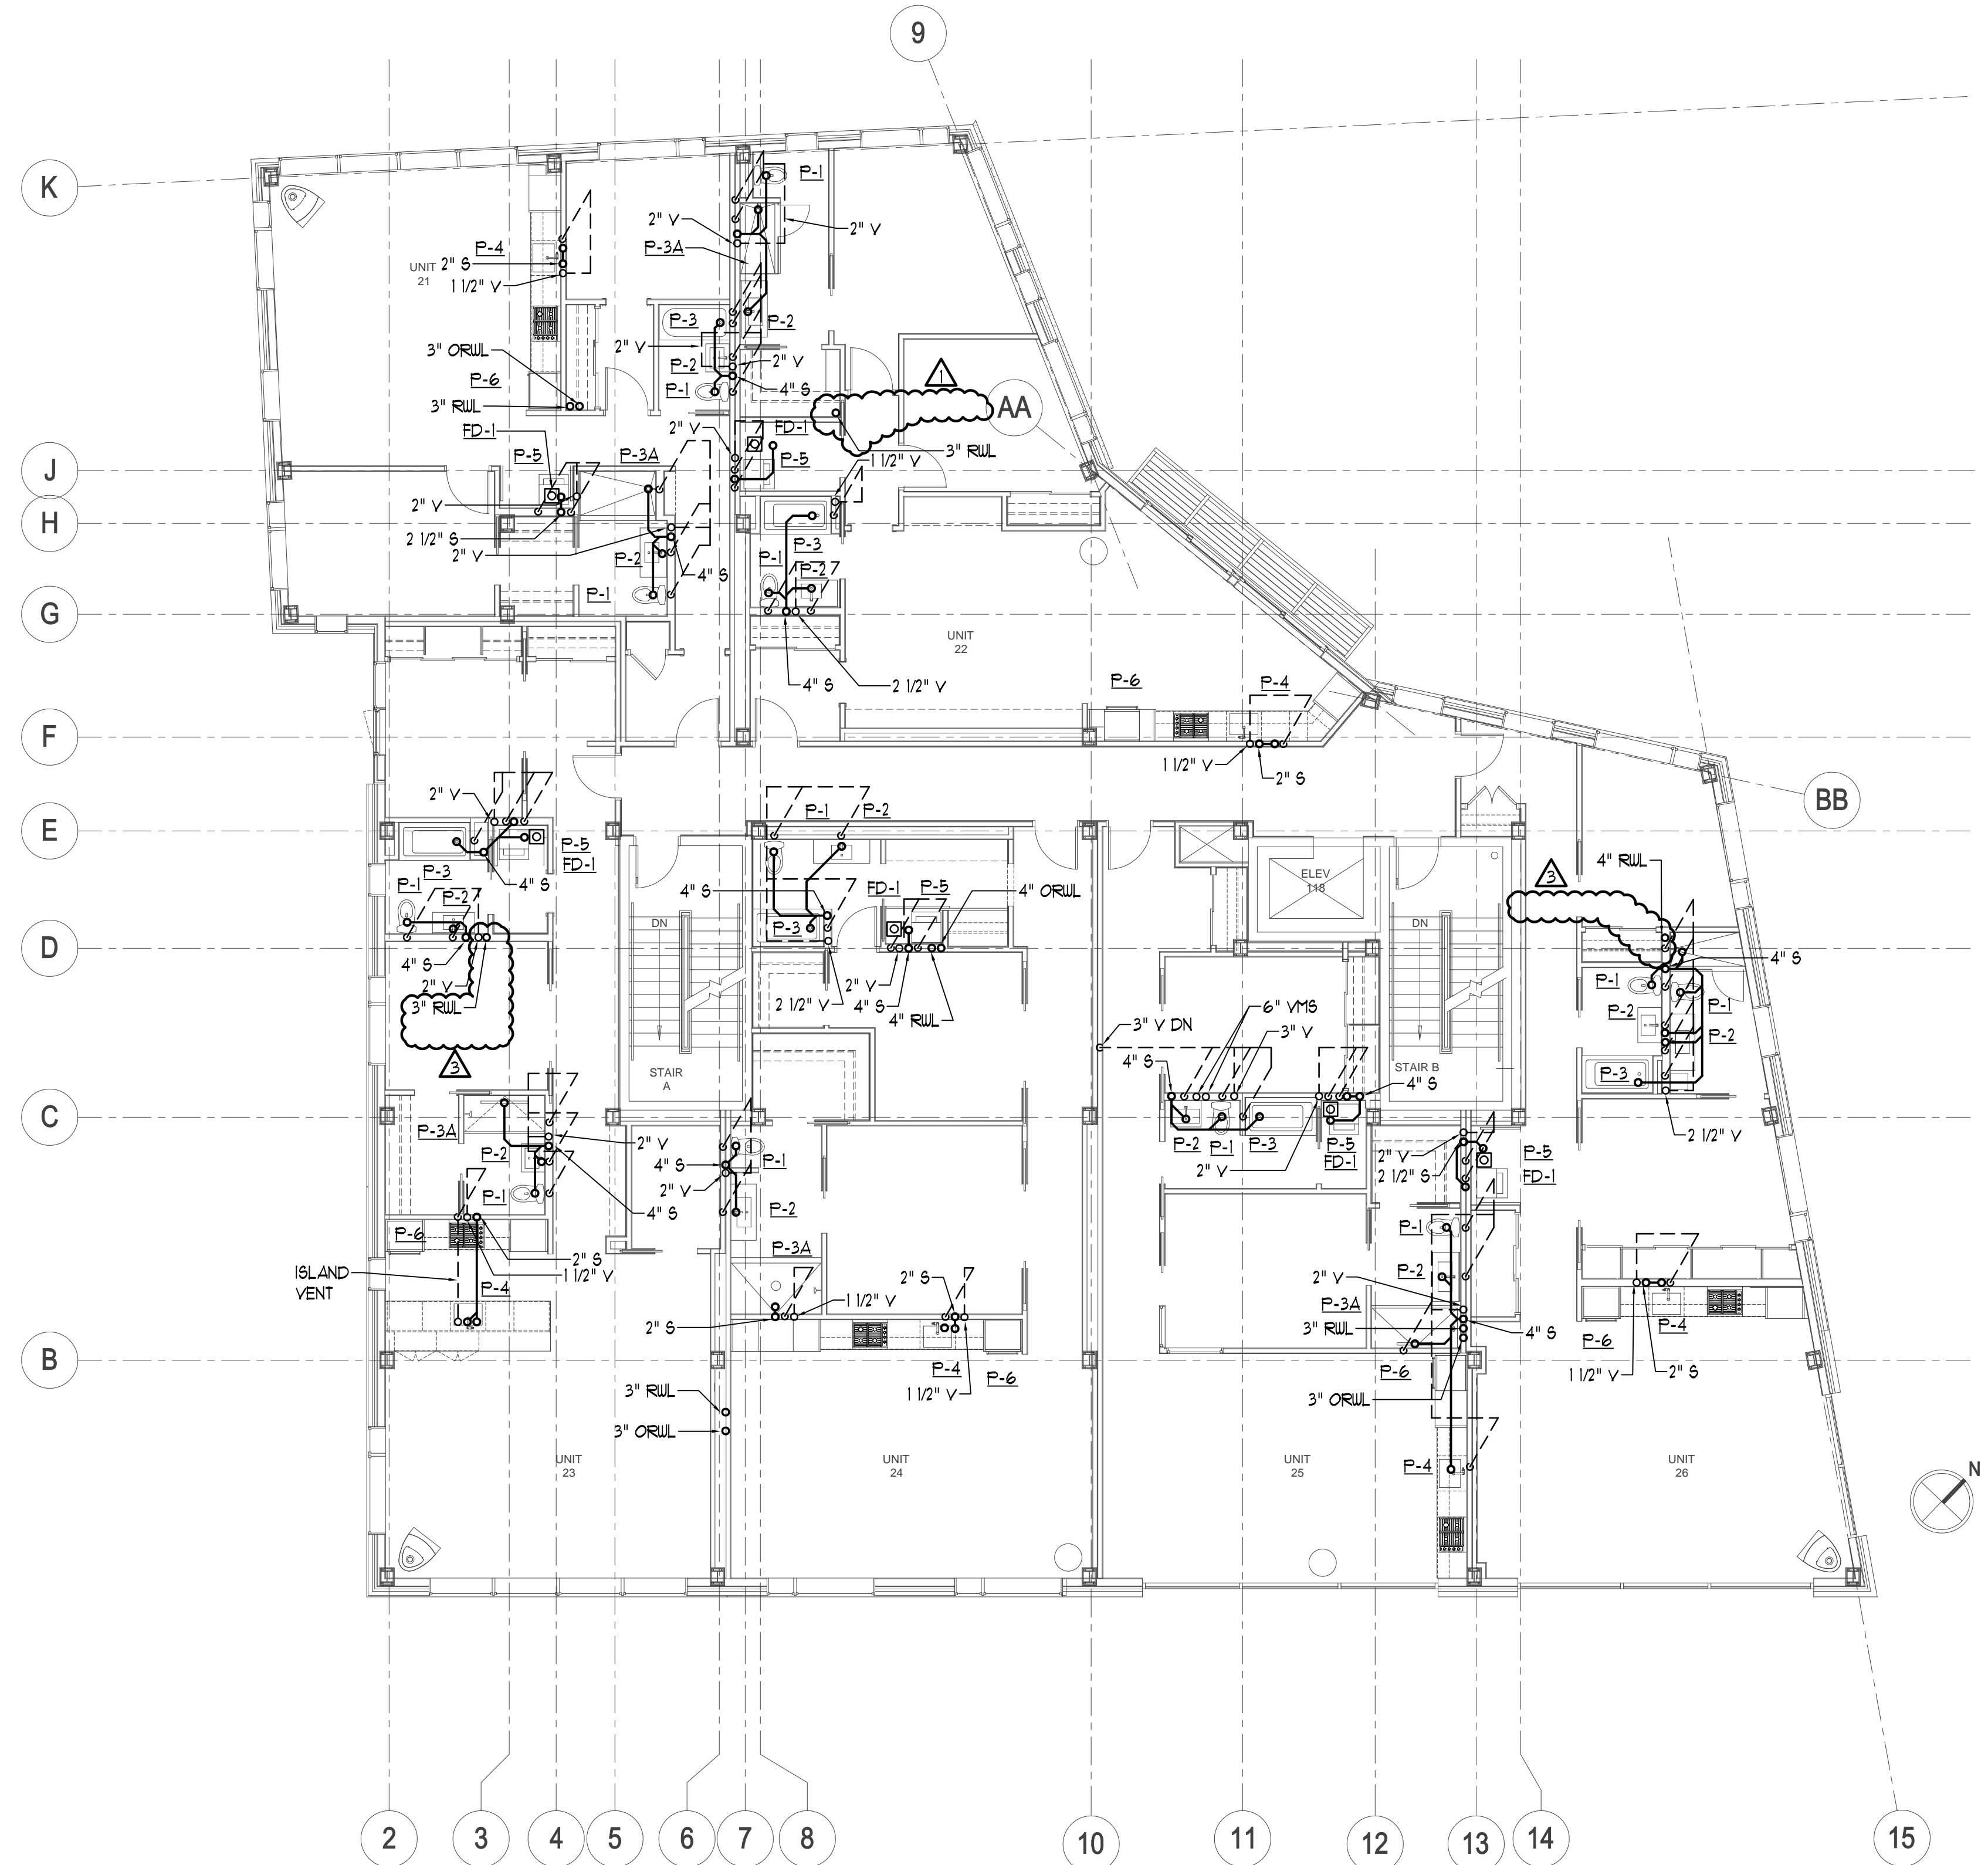 9
K
P-1
2" V
2" V
P-4
P-3A
UNIT
21
2" S
1 1/2" V
P-3
P-2
2" V
3" ORWL
2" V
P-2
P-6
1
P-1
4" S
3" RWL
AA
FD-1
2" V
FD-1
3" RWL
P-5
P-3A
P-5
1 1/2" V
J
2" V
H
2 1/2" S
2" V
P-3
P-2
P-1
P-2
4" S
P-1
G
UNIT
22
4" S
2 1/2" V
P-6
P-4
F
1 1/2" V
2" S
2" V
P-1
P-2
BB
E
P-5
FD-1
4" RWL
P-3
4" S
ELEV
118
3
P-1
4" S
FD-1
P-5
4" ORWL
P-2
DN
P-3
DN
D
4" S
4" S
2" V
2" V
P-1
3" RWL
2 1/2" V
4" S
6" VMS
P-1
4" RWL
P-2
3" V DN
3" V
P-2
3
4" S
STAIR
A
STAIR B
4" S
P-3
C
P-3A
2" V
P-2
P-1
P-3
P-5
2 1/2" V
P-2
4" S
P-1
FD-1
2" V
P-5
2" V
2" V
2 1/2" S
FD-1
P-1
4" S
P-2
P-1
P-6
P-3A
2" S
2" S
P-2
ISLAND
VENT
P-4
1 1/2" V
2" V
1 1/2" V
P-3A
2" S
3" RWL
4" S
P-4
P-6
B
P-4
P-6
P-6
1 1/2" V
2" S
3" RWL
1 1/2" V
3" ORWL
3" ORWL
UNIT
23
UNIT
24
UNIT
25
P-4
UNIT
26
N
2
3
4
5
6
7
8
10
11
12
13
14
15